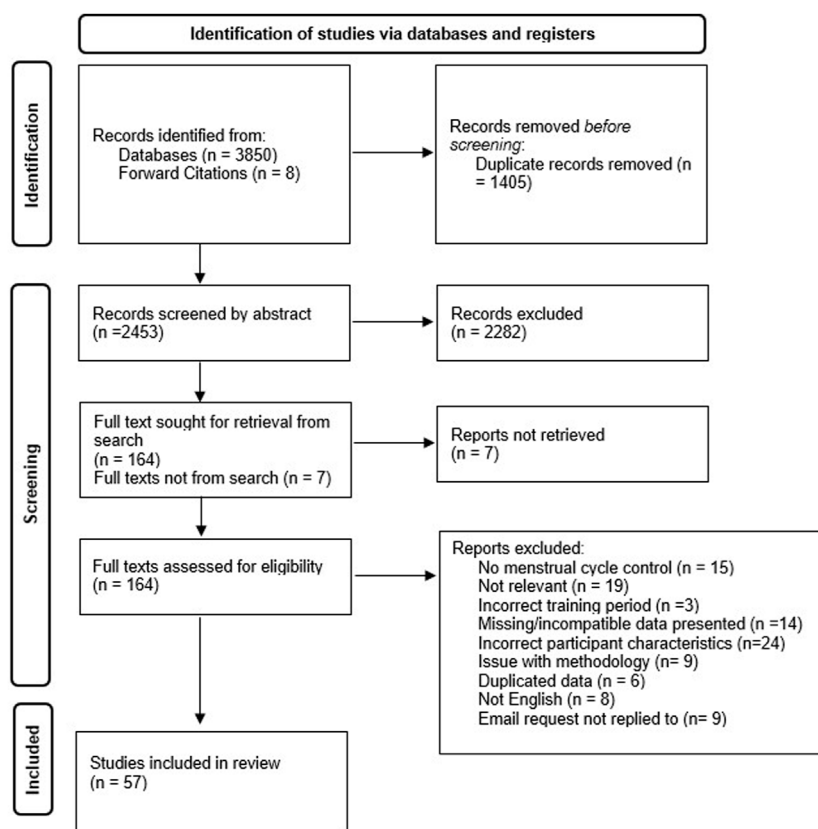 Identification of studies via databases and registers
Identification
Records identified from:
Databases (n = 3850)
Forward Citations (n = 8)
Records removed before
screening:
Duplicate records removed (n
= 1405)
Screening
Records screened by abstract
(n =2453)
Records excluded
(n = 2282)
Full text sought for retrieval from
search
(n = 164)
Full texts not from search (n = 7)
Reports not retrieved
(n = 7)
Full texts assessed for eligibility
(n = 164)
Reports excluded:
No menstrual cycle control (n = 15)
Not relevant (n = 19)
Incorrect training period (n =3)
Missing/incompatible data presented (n =14)
Incorrect participant characteristics (n=24)
Issue with methodology (n= 9)
Duplicated data (n = 6)
Not English (n = 8)
Email request not replied to (n= 9)
Included
Studies included in review
(n = 57)